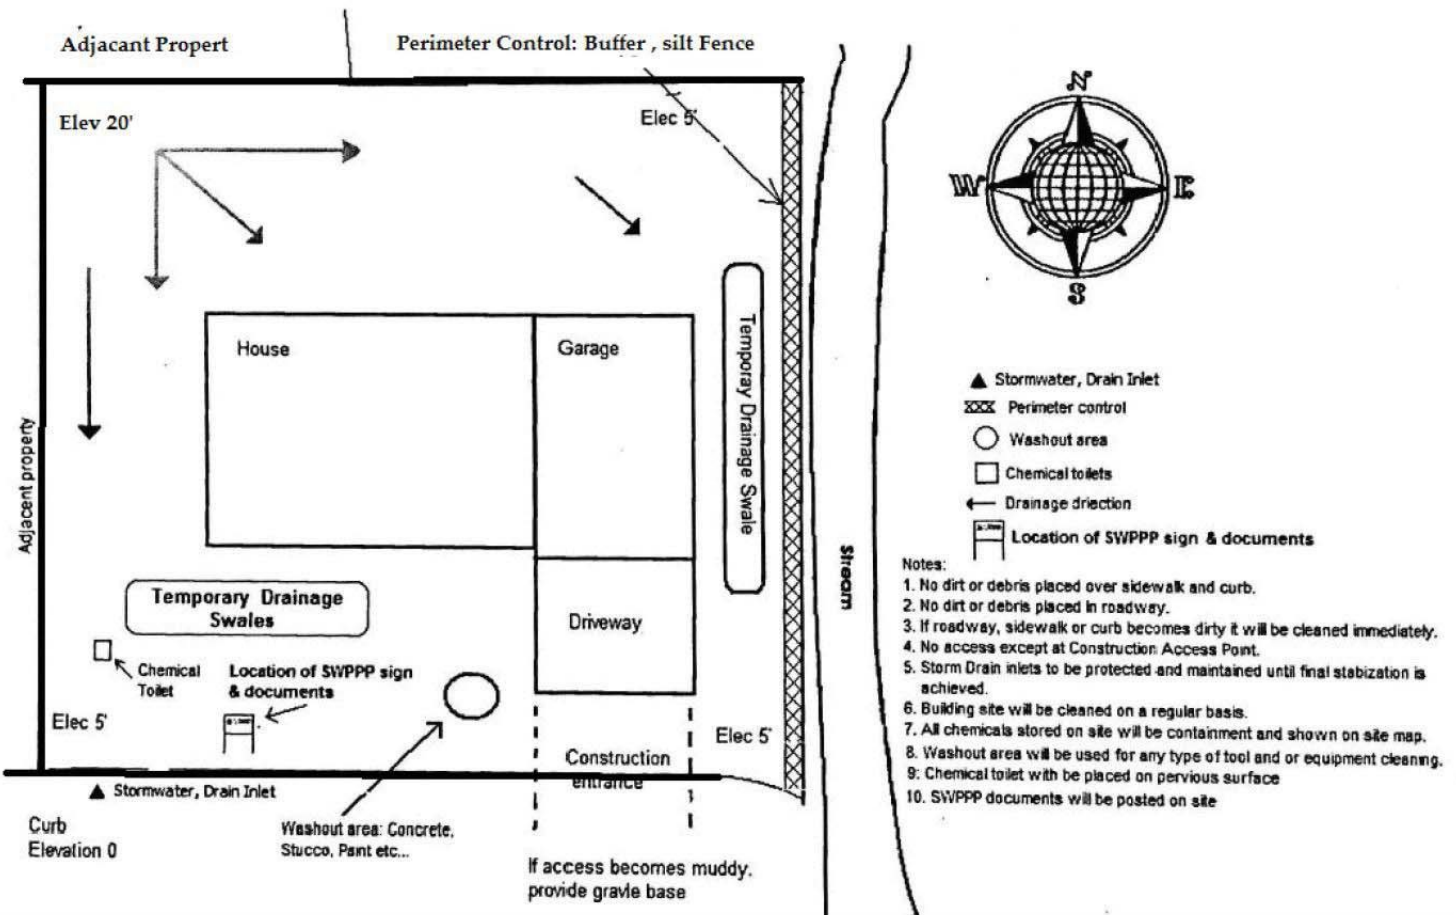 Adjacant Propert
Perimeter Control: Buffer , silt Fence
Elev 20'
Elec 5'
N
W
E
S
House
Garage
Temporay Drainage Swale
Adjacent property
Stream
Temporary Drainage
Swales
Driveway
Chemical
Toilet
Location of SWPPP sign
& documents
Elec 5'
Elec 5'
Construction
entrance
Stormwater, Drain Inlet
Curb
Elevation 0
Washout area: Concrete,
Stucco, Paint etc...
If access becomes muddy,
provide gravle base
Stormwater, Drain Inlet
Perimeter control
Washout area
Chemical toilets
Drainage driection
Location of SWPPP sign & documents
Notes:
1. No dirt or debris placed over sidewalk and curb.
2. No dirt or debris placed in roadway.
3. If roadway, sidewalk or curb becomes dirty it will be cleaned immediately.
4. No access except at Construction Access Point.
5. Storm Drain inlets to be protected and maintained until final stabization is
achieved.
6. Building site will be cleaned on a regular basis.
7. All chemicals stored on site will be containment and shown on site map.
8. Washout area will be used for any type of tool and or equipment cleaning.
9: Chemical toilet with be placed on pervious surface
10. SWPPP documents will be posted on site